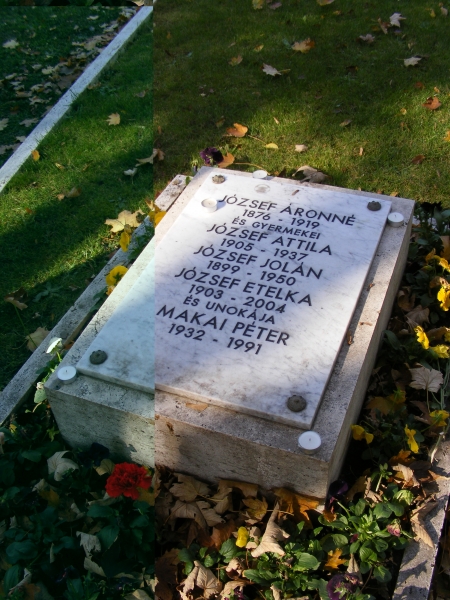 JÓZSEF ÁRONNÉ
1876 - 1919
ÉS GYERMEKEI
JÓZSEF ATTILA
1905 - 1937
JÓZSEF JOLÁN
1899 - 1950
JÓZSEF ETELKA
1903 - 2004
ÉS UNOKÁJA
MAKAI PÉTER
1932 - 1991